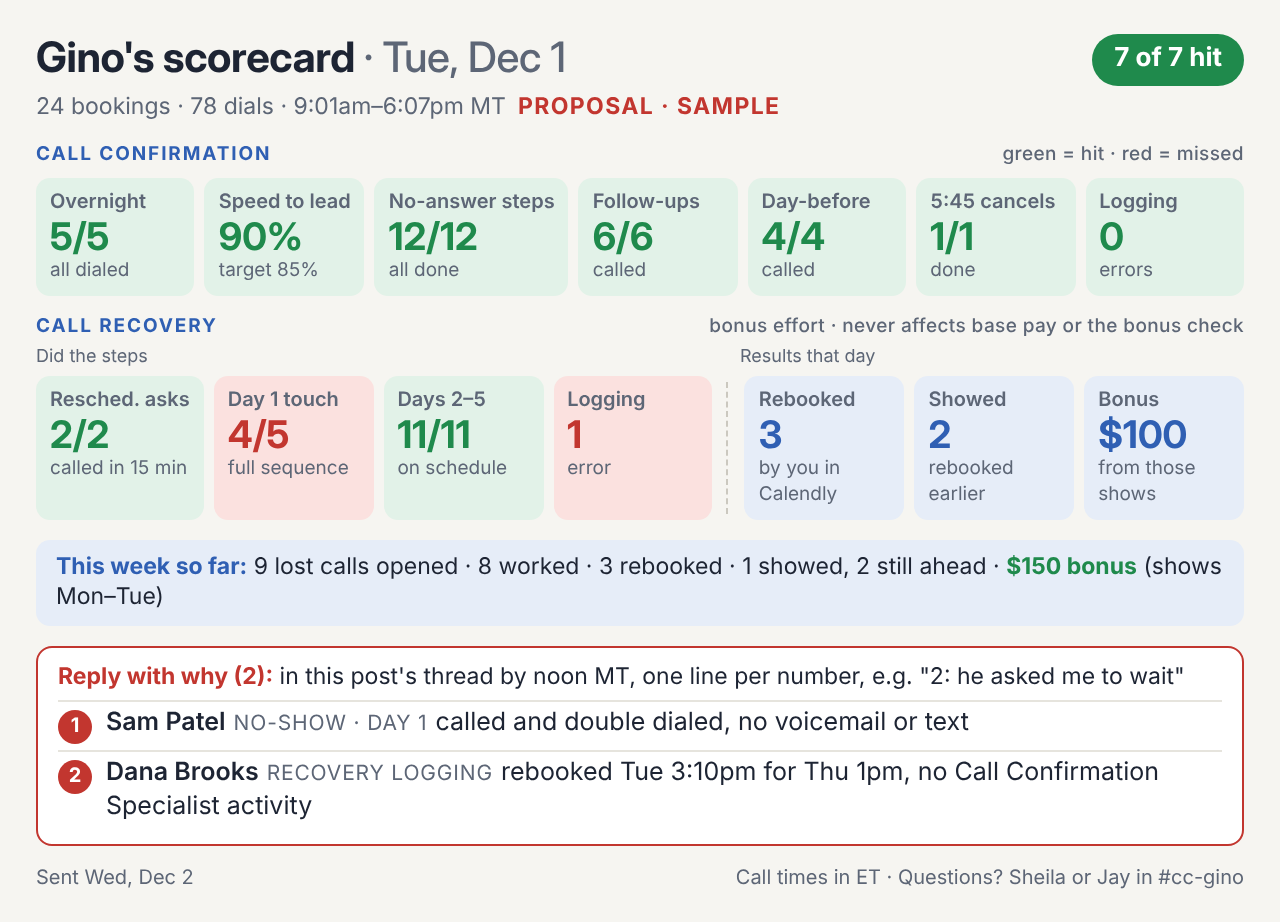 Gino's scorecard · Tue, Dec 1
7 of 7 hit
24 bookings · 78 dials · 9:01am–6:07pm MT PROPOSAL · SAMPLE
CALL CONFIRMATION
green = hit · red = missed
Overnight
5/5
all dialed
Speed to lead
90%
target 85%
No-answer steps
12/12
all done
Follow-ups
6/6
called
Day-before
4/4
called
5:45 cancels
1/1
done
Logging
0
errors
CALL RECOVERY
bonus effort · never affects base pay or the bonus check
Did the steps
Results that day
Resched. asks
2/2
called in 15 min
Day 1 touch
4/5
full sequence
Days 2–5
11/11
on schedule
Logging
1
error
Rebooked
3
by you in
Calendly
Showed
2
rebooked
earlier
Bonus
$100
from those
shows
This week so far: 9 lost calls opened · 8 worked · 3 rebooked · 1 showed, 2 still ahead · $150 bonus (shows
Mon–Tue)
Reply with why (2): in this post's thread by noon MT, one line per number, e.g. "2: he asked me to wait"
1 Sam Patel NO-SHOW · DAY 1 called and double dialed, no voicemail or text
2 Dana Brooks RECOVERY LOGGING rebooked Tue 3:10pm for Thu 1pm, no Call Confirmation
Specialist activity
Sent Wed, Dec 2
Call times in ET · Questions? Sheila or Jay in #cc-gino